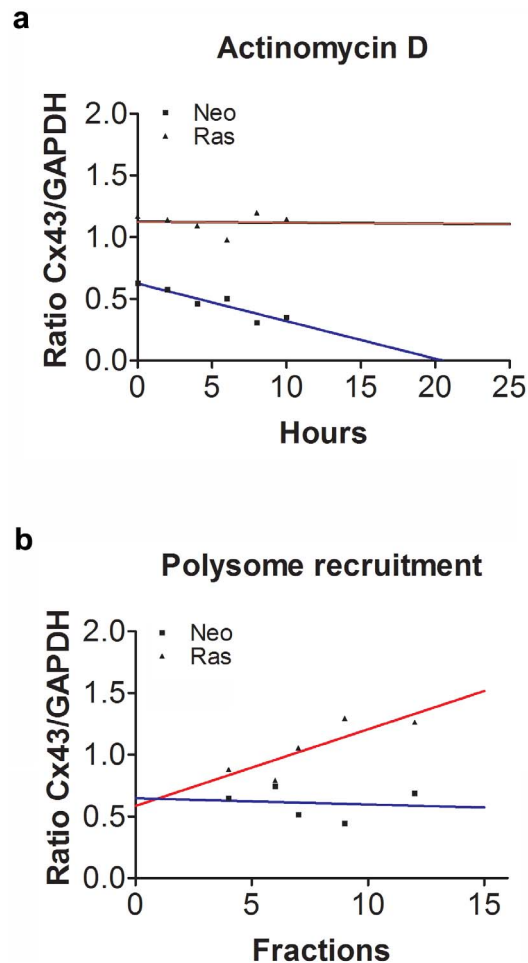 a
Actinomycin D
Neo
Ras
Ratio Cx43/GAPDH
2.0
1.5
1.0
0.5
0.0
0 5 10 15 20 25
Hours
b
Polysome recruitment
Neo
Ras
Ratio Cx43/GAPDH
2.0
1.5
1.0
0.5
0.0
0 5 10 15
Fractions